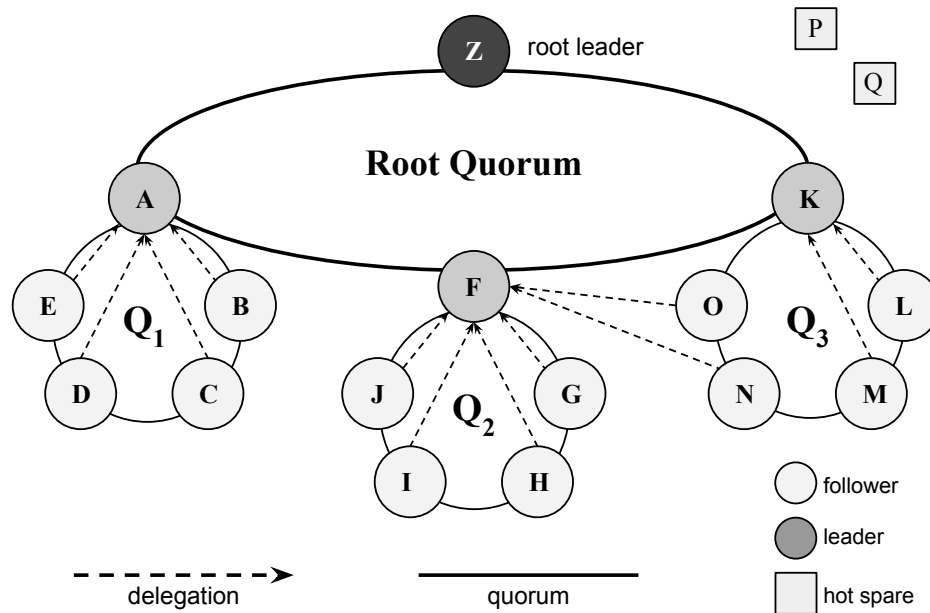 Z
root leader
P
Q
Root Quorum
A
K
F
E
B
Q1
D
C
O
L
Q3
N
M
J
G
Q2
I
H
follower
leader
hot spare
delegation
quorum